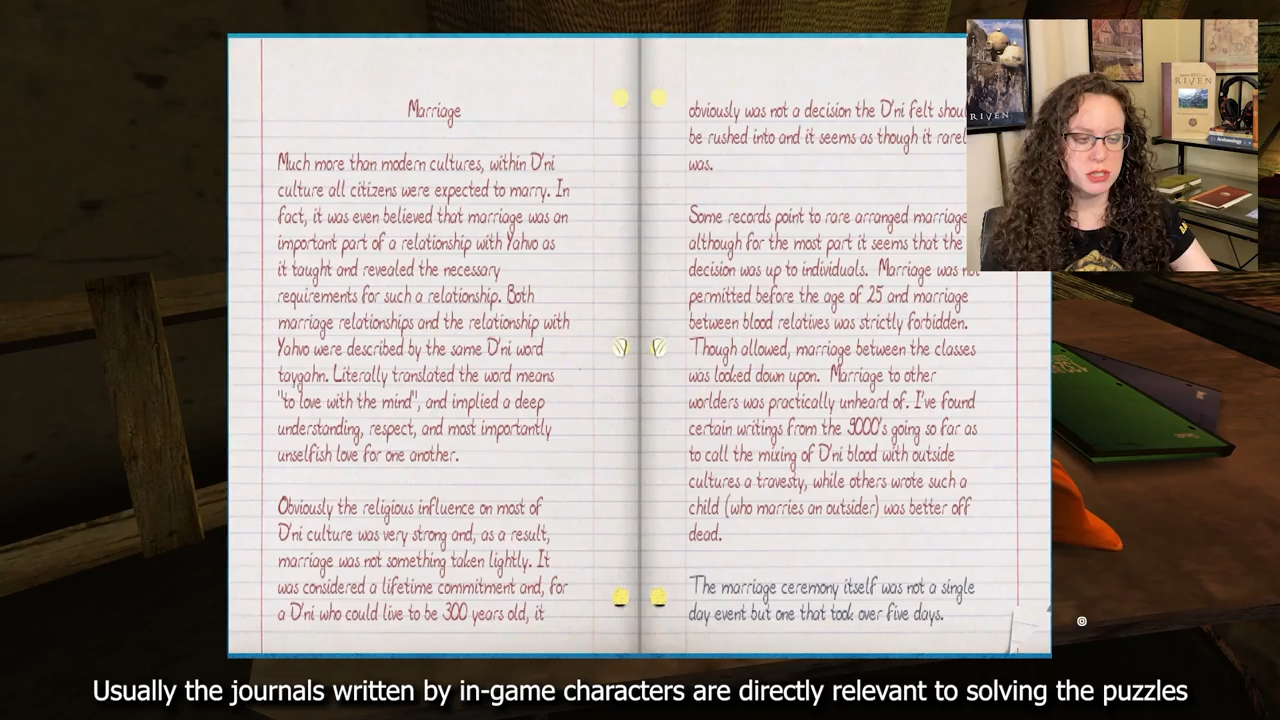 Marriage
Much more than modern cultures, within D'ni
culture all citizens were expected to marry. In
fact, it was even believed that marriage was an
important part of a relationship with Yahvo as
it taught and revealed the necessary
requirements for such a relationship. Both
marriage relationships and the relationship with
Yahvo were described by the same D'ni word
taygahn. Literally translated the word means
"to love with the mind", and implied a deep
understanding, respect, and most importantly
unselfish love for one another.
Obviously the religious influence on most of
D'ni culture was very strong and, as a result,
marriage was not something taken lightly. It
was considered a lifetime commitment and, for
a D'ni who could live to be 300 years old, it
obviously was not a decision the D'ni felt shou
be rushed into and it seems as though it rarel
was.
Some records point to rare arranged marriage
although for the most part it seems that the
decision was up to individuals. Marriage was not
permitted before the age of 25 and marriage
between blood relatives was strictly forbidden.
Though allowed, marriage between the classes
was looked down upon. Marriage to other
worlders was practically unheard of. I've found
certain writings from the 9000's going so far as
to call the mixing of D'ni blood with outside
cultures a travesty, while others wrote such a
child (who marries an outsider) was better off
dead.
The marriage ceremony itself was not a single
day event but one that took over five days.
RIVEN
RIVEN
Archaeology
Usually the journals written by in-game characters are directly relevant to solving the puzzles